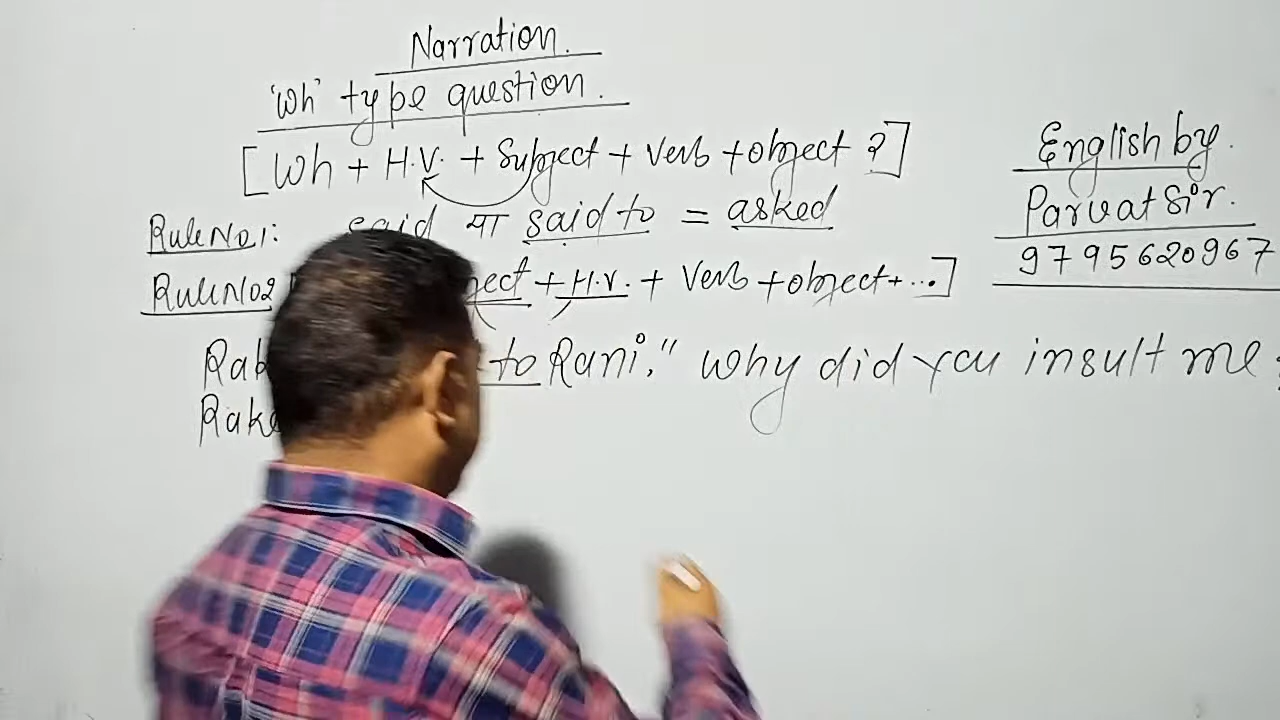 Narration.
'Wh' type question.
[Wh + H.V. + Subject + Verb + object ?]
English by
Parvat Sir.
9795620967
Rule No1: said या said to = asked
Rule No2 + H.V. + Verb + object + ...]
to Rani," Why did you insult me